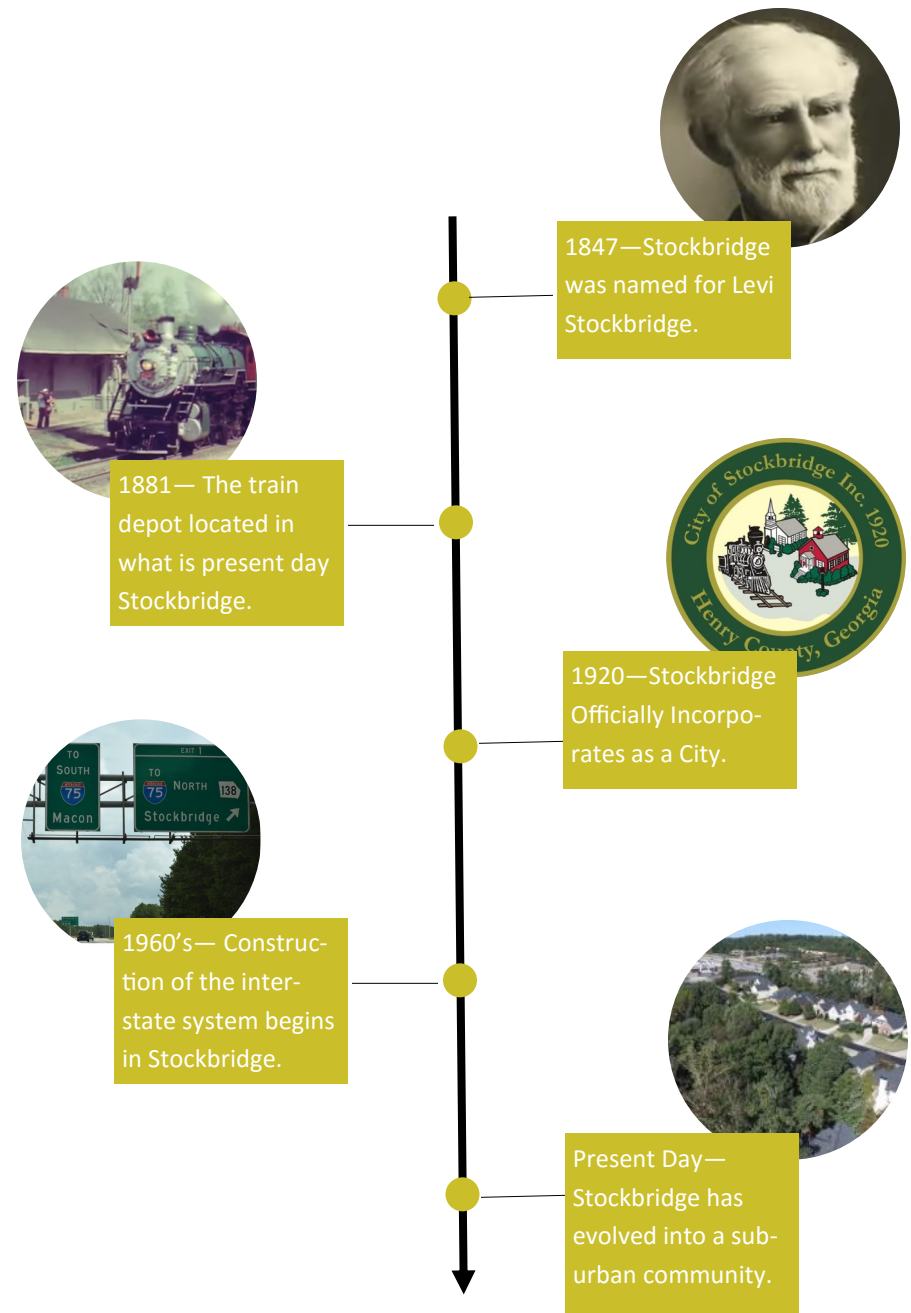 1847—Stockbridge
was named for Levi
Stockbridge.
1881— The train
depot located in
what is present day
Stockbridge.
City of Stockbridge Inc. 1920
Henry County, Georgia
1920—Stockbridge
Officially Incorpo-
rates as a City.
TO
SOUTH
75
Macon
EXIT 1
TO
75 NORTH 138
Stockbridge
1960's— Construc-
tion of the inter-
state system begins
in Stockbridge.
Present Day—
Stockbridge has
evolved into a sub-
urban community.